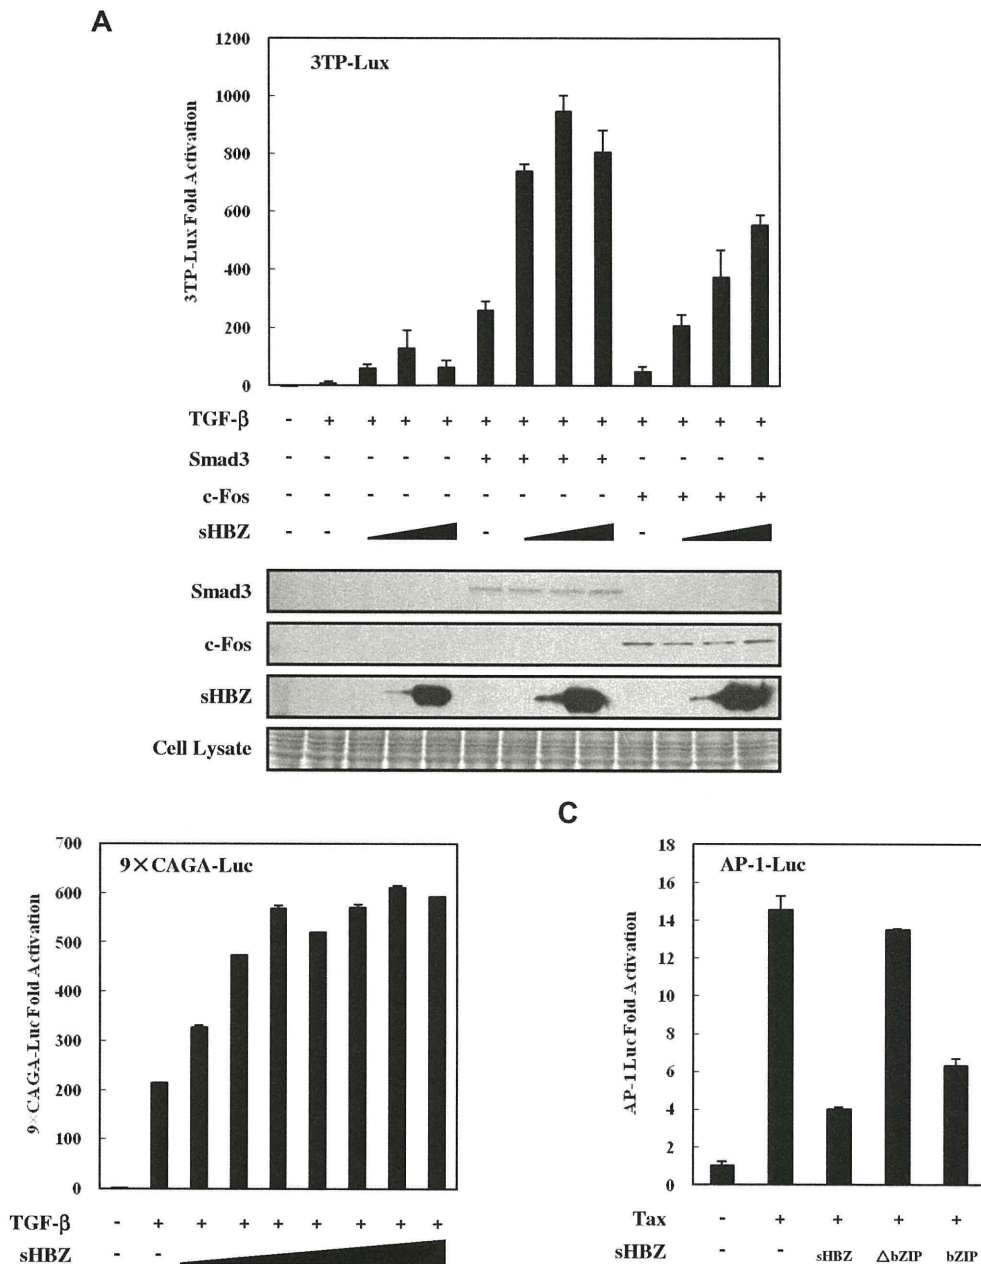 A
3TP-Lux
3TP-Lux Fold Activation
1200
1000
800
600
400
200
0
TGF-β - + + + + + + + + + + + +
Smad3 - - - - - + + + + - - - -
c-Fos - - - - - - - - - + + + +
sHBZ - - - -
Smad3
c-Fos
sHBZ
Cell Lysate
9×CAGA-Luc
9×CAGA-Luc Fold Activation
700
600
500
400
300
200
100
0
TGF-β - + + + + + + + +
sHBZ - -
C
AP-1-Luc
AP-1Luc Fold Activation
18
16
14
12
10
8
6
4
2
0
Tax - + + + +
sHBZ - - sHBZ △bZIP bZIP